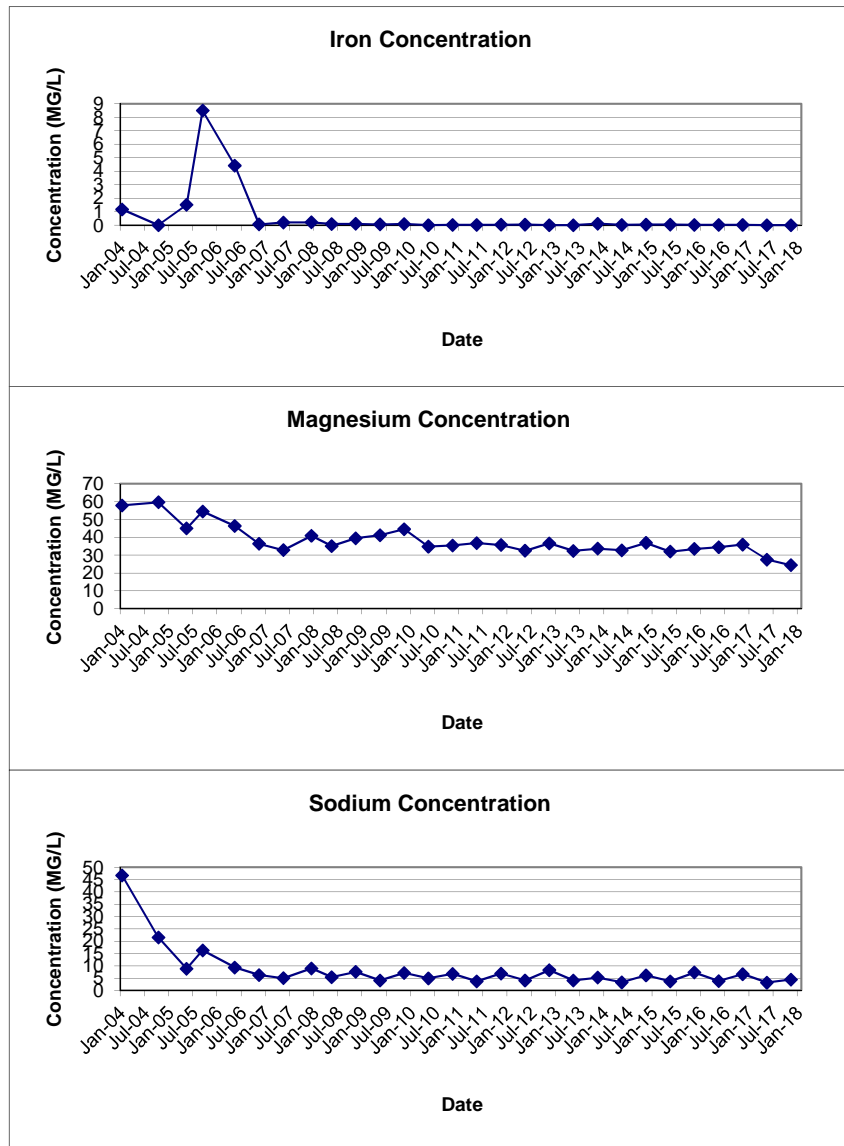 Iron Concentration
Concentration (MG/L)
9
8
7
6
5
4
3
2
1
0
Jan-04
Jul-04
Jan-05
Jul-05
Jan-06
Jul-06
Jan-07
Jul-07
Jan-08
Jul-08
Jan-09
Jul-09
Jan-10
Jul-10
Jan-11
Jul-11
Jan-12
Jul-12
Jan-13
Jul-13
Jan-14
Jul-14
Jan-15
Jul-15
Jan-16
Jul-16
Jan-17
Jul-17
Jan-18
Date
Magnesium Concentration
Concentration (MG/L)
70
60
50
40
30
20
10
0
Jan-04
Jul-04
Jan-05
Jul-05
Jan-06
Jul-06
Jan-07
Jul-07
Jan-08
Jul-08
Jan-09
Jul-09
Jan-10
Jul-10
Jan-11
Jul-11
Jan-12
Jul-12
Jan-13
Jul-13
Jan-14
Jul-14
Jan-15
Jul-15
Jan-16
Jul-16
Jan-17
Jul-17
Jan-18
Date
Sodium Concentration
Concentration (MG/L)
50
45
40
35
30
25
20
15
10
5
0
Jan-04
Jul-04
Jan-05
Jul-05
Jan-06
Jul-06
Jan-07
Jul-07
Jan-08
Jul-08
Jan-09
Jul-09
Jan-10
Jul-10
Jan-11
Jul-11
Jan-12
Jul-12
Jan-13
Jul-13
Jan-14
Jul-14
Jan-15
Jul-15
Jan-16
Jul-16
Jan-17
Jul-17
Jan-18
Date